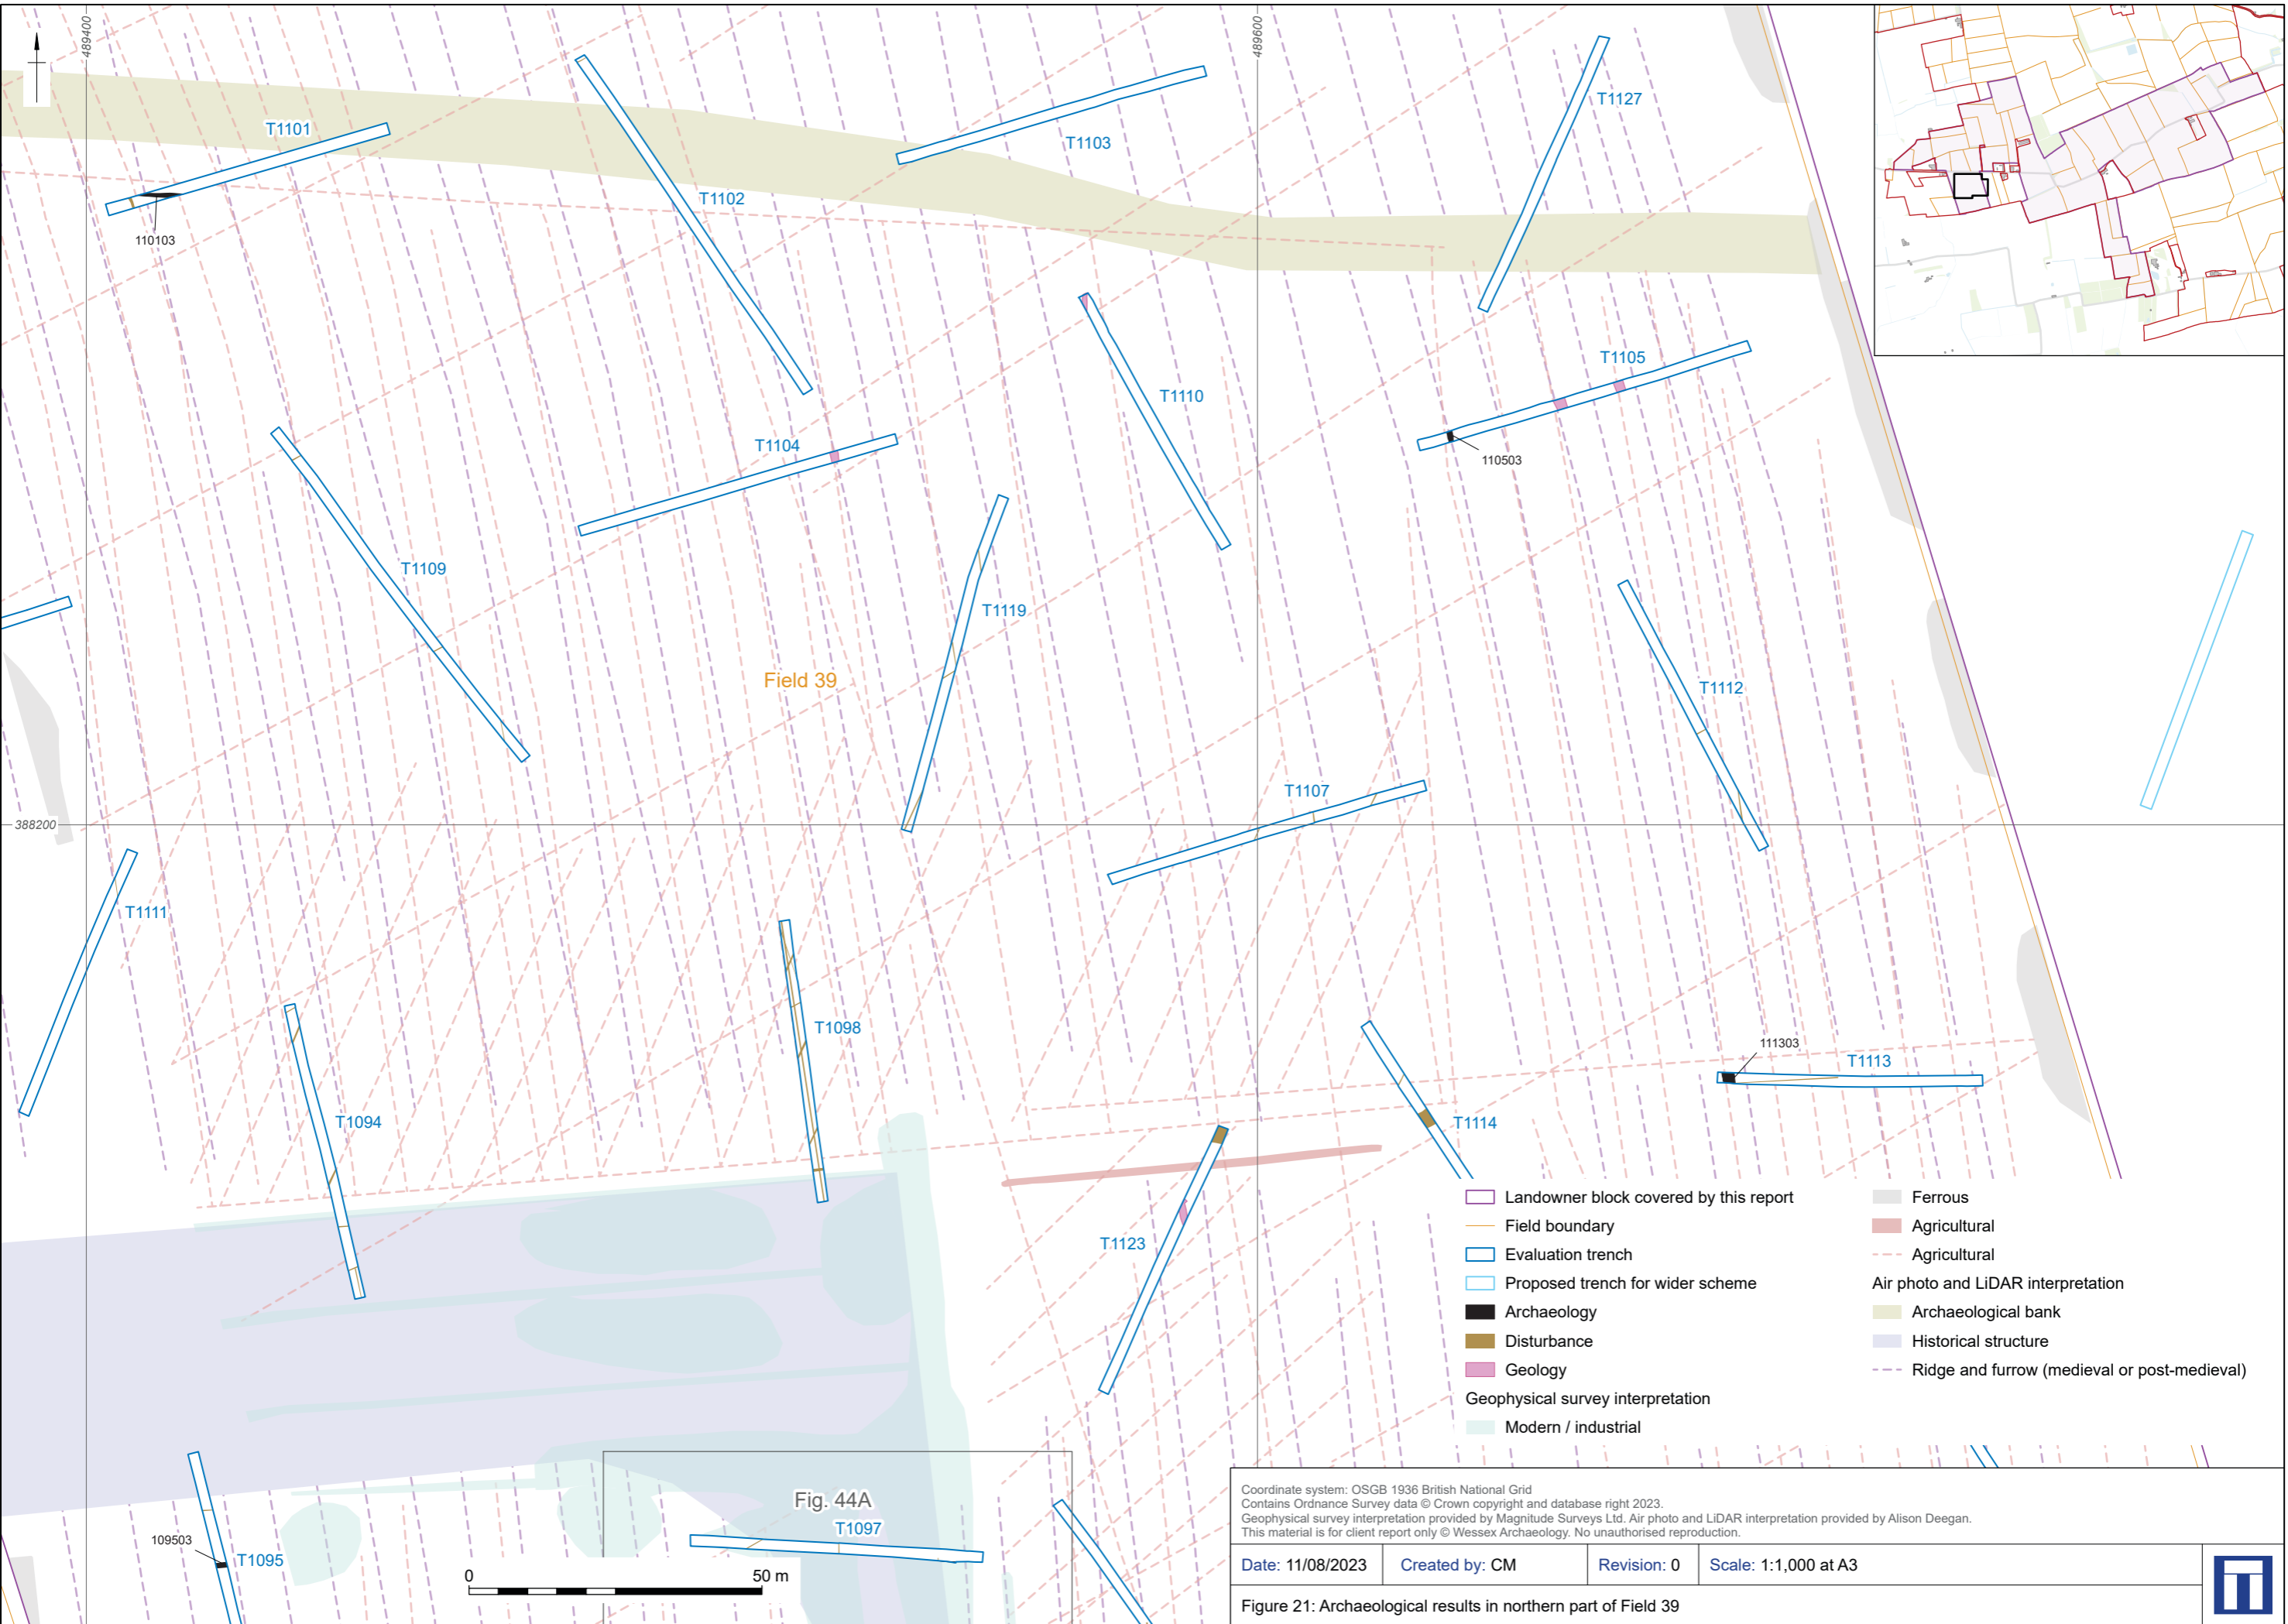 489400
489600
T1101
T1102
T1103
T1127
110103
T1105
T1110
T1104
110503
T1109
T1119
Field 39
T1112
T1107
388200
T1111
T1098
T1094
111303
T1113
T1114
T1123
Fig. 44A
T1097
109503
T1095
0 50 m
Landowner block covered by this report
Field boundary
Evaluation trench
Proposed trench for wider scheme
Archaeology
Disturbance
Geology
Geophysical survey interpretation
Modern / industrial
Ferrous
Agricultural
Agricultural
Air photo and LiDAR interpretation
Archaeological bank
Historical structure
Ridge and furrow (medieval or post-medieval)
Coordinate system: OSGB 1936 British National Grid
Contains Ordnance Survey data © Crown copyright and database right 2023.
Geophysical survey interpretation provided by Magnitude Surveys Ltd. Air photo and LiDAR interpretation provided by Alison Deegan.
This material is for client report only © Wessex Archaeology. No unauthorised reproduction.
Date: 11/08/2023 Created by: CM Revision: 0 Scale: 1:1,000 at A3
Figure 21: Archaeological results in northern part of Field 39